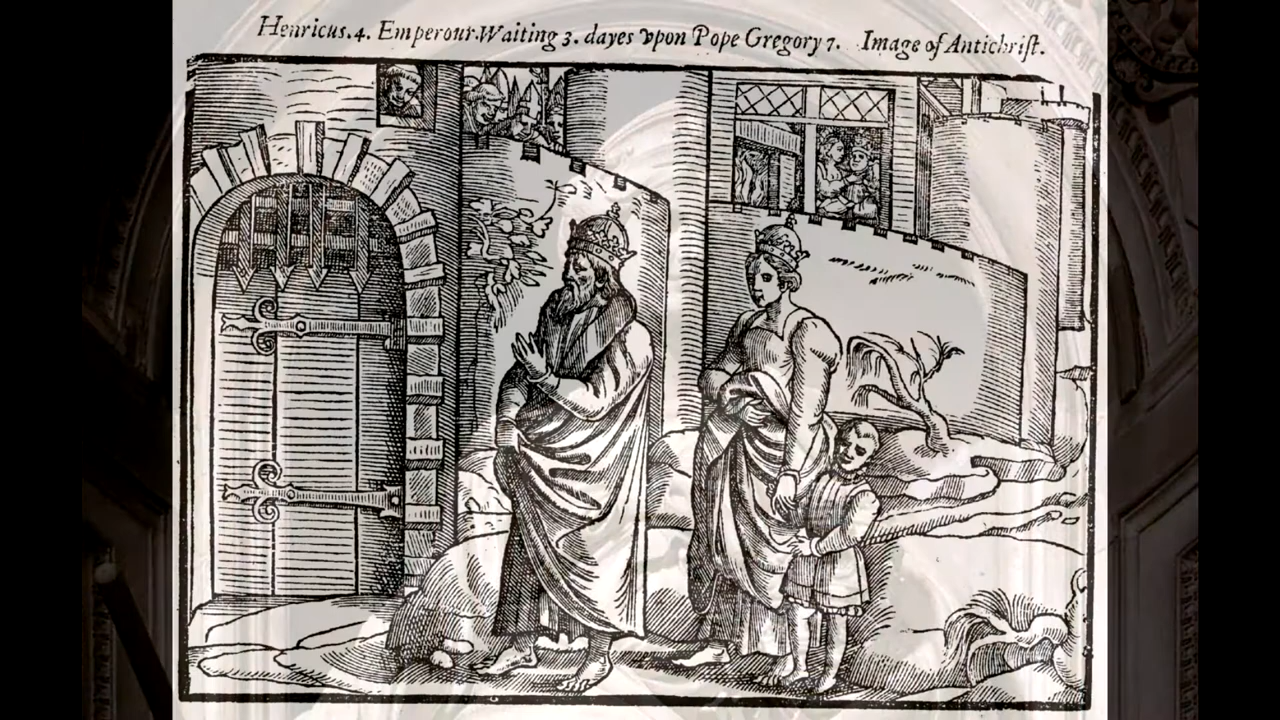 Henricus.4. Emperour.Waiting 3. dayes vpon Pope Gregory 7. Image of Antichriſt.